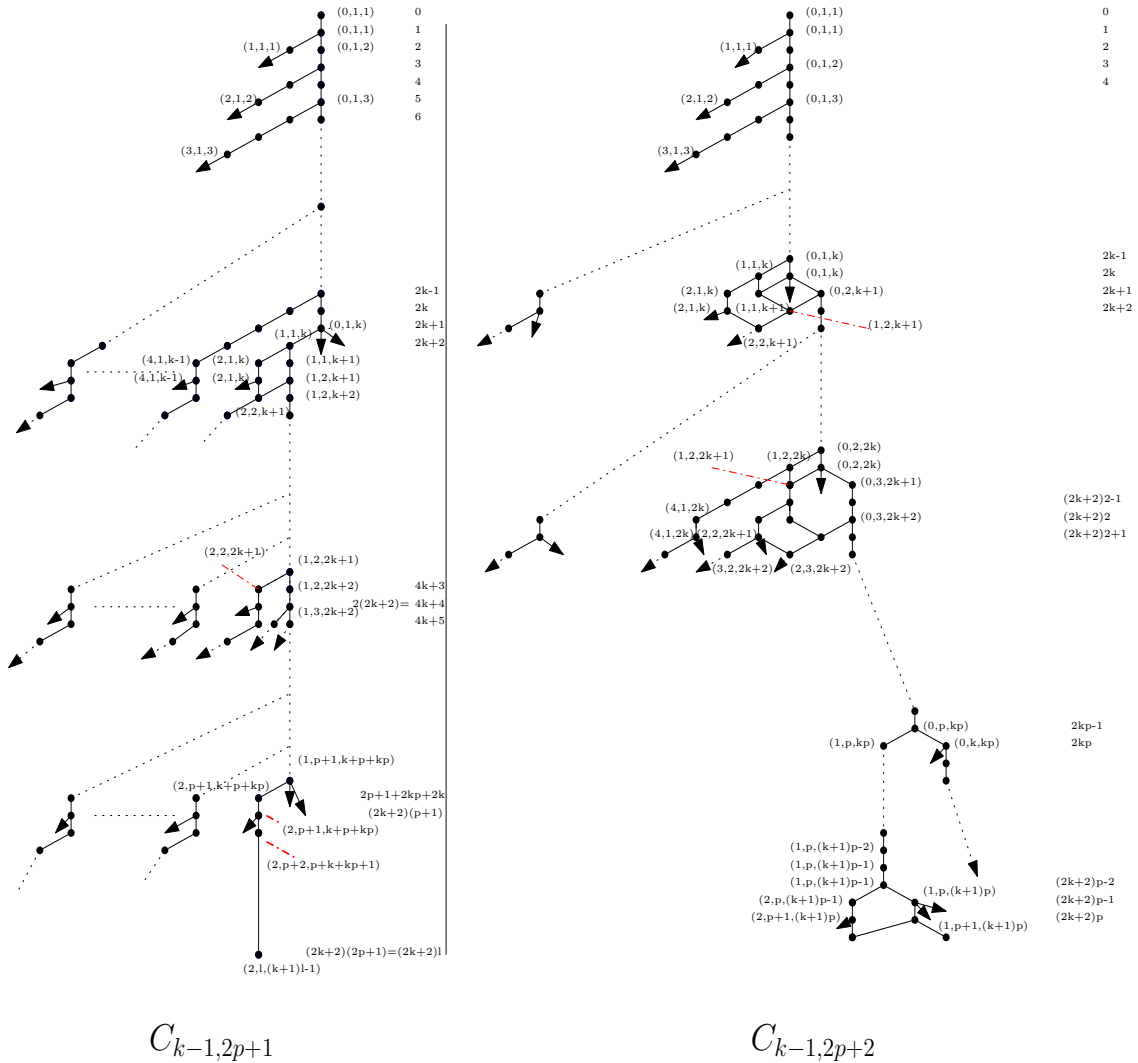 (0,1,1) 0
(0,1,1) 1
(1,1,1) (0,1,2) 2
3
4
(2,1,2) (0,1,3) 5
6
(3,1,3)
2k-1
2k
(0,1,k) 2k+1
(1,1,k) 2k+2
(4,1,k-1) (2,1,k) (1,1,k+1)
(4,1,k-1) (2,1,k) (1,2,k+1)
(1,2,k+2)
(2,2,k+1)
(2,2,2k+1) (1,2,2k+1)
(1,2,2k+2) 4k+3
2(2k+2)= 4k+4
(1,3,2k+2) 4k+5
(1,p+1,k+p+kp)
(2,p+1,k+p+kp) 2p+1+2kp+2k
(2k+2)(p+1)
(2,p+1,k+p+kp)
(2,p+2,p+k+kp+1)
(2k+2)(2p+1)=(2k+2)l
(2,l,(k+1)l-1)
C_{k-1,2p+1}
(0,1,1) 0
(0,1,1) 1
(1,1,1) 2
(0,1,2) 3
4
(2,1,2) (0,1,3)
(3,1,3)
(0,1,k) 2k-1
(1,1,k) (0,1,k) 2k
(2,1,k) (0,2,k+1) 2k+1
(2,1,k) (1,1,k+1) 2k+2
(1,2,k+1)
(2,2,k+1)
(0,2,2k)
(1,2,2k+1) (1,2,2k) (0,2,2k)
(0,3,2k+1)
(2k+2)2-1
(4,1,2k) (0,3,2k+2) (2k+2)2
(4,1,2k) (2,2,2k+1) (2k+2)2+1
(3,2,2k+2) (2,3,2k+2)
(0,p,kp) 2kp-1
(1,p,kp) (0,k,kp) 2kp
(1,p,(k+1)p-2)
(1,p,(k+1)p-1)
(1,p,(k+1)p-1) (2k+2)p-2
(1,p,(k+1)p)
(2,p,(k+1)p-1) (2k+2)p-1
(2,p+1,(k+1)p) (1,p+1,(k+1)p) (2k+2)p
C_{k-1,2p+2}